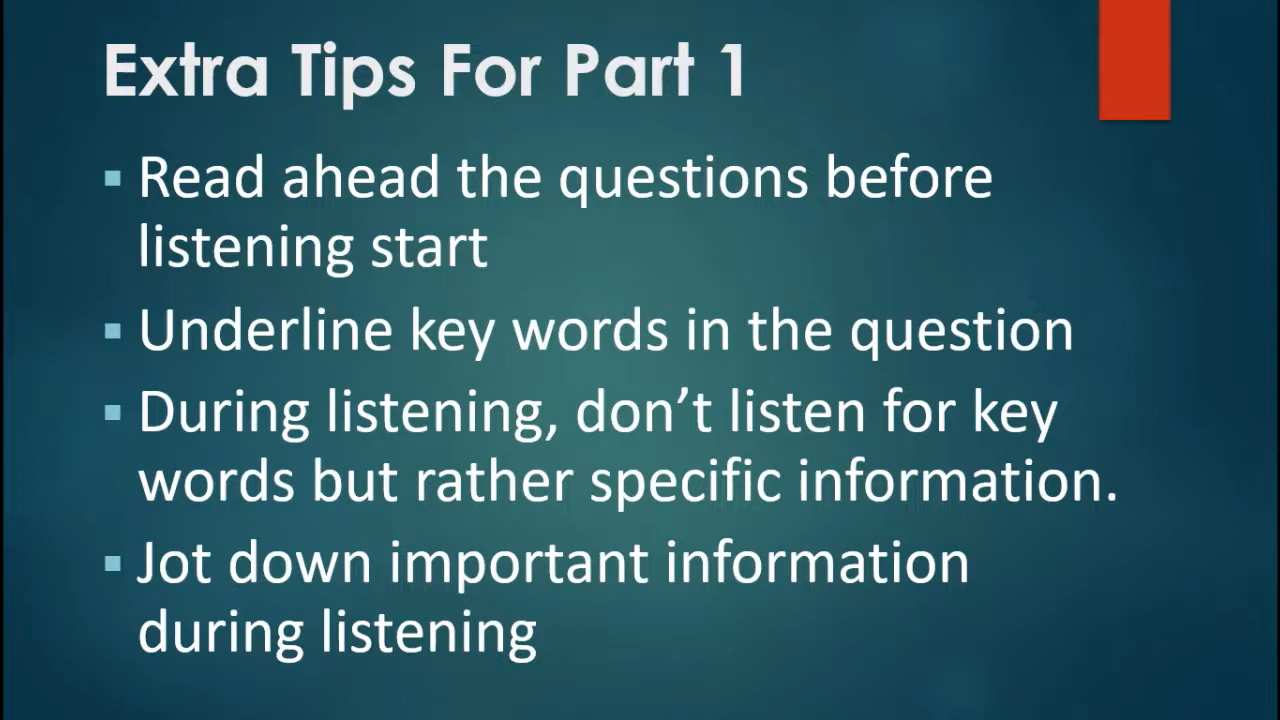 Extra Tips For Part 1
▪ Read ahead the questions before
listening start
▪ Underline key words in the question
▪ During listening, don’t listen for key
words but rather specific information.
▪ Jot down important information
during listening